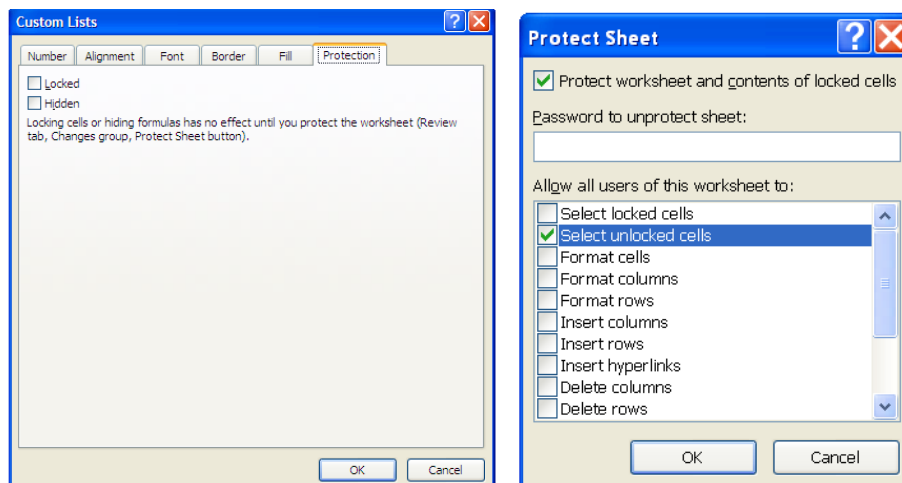 Custom Lists
Number Alignment Font Border Fill Protection
Locked
Hidden
Locking cells or hiding formulas has no effect until you protect the worksheet (Review
tab, Changes group, Protect Sheet button).
OK Cancel
Protect Sheet
Protect worksheet and contents of locked cells
Password to unprotect sheet:
Allow all users of this worksheet to:
Select locked cells
Select unlocked cells
Format cells
Format columns
Format rows
Insert columns
Insert rows
Insert hyperlinks
Delete columns
Delete rows
OK Cancel